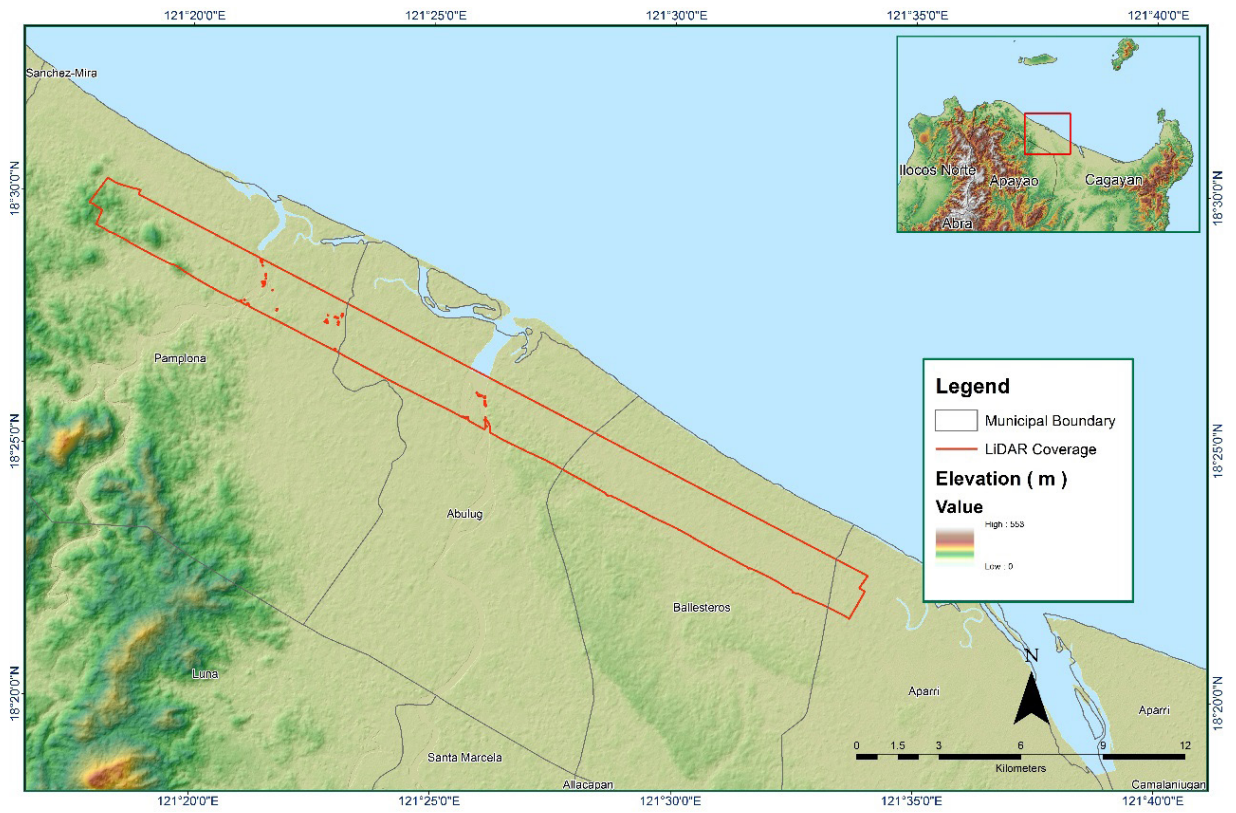 121°20'0"E
121°25'0"E
121°30'0"E
121°35'0"E
121°40'0"E
Sanchez-Mira
18°30'0"N
18°30'0"N
Ilocos Norte
Apayao
Cagayan
Abra
Pamplona
Legend
Municipal Boundary
LiDAR Coverage
Elevation ( m )
Value
High : 553
Low : 0
18°25'0"N
18°25'0"N
Abulug
Ballesteros
N
Luna
Aparri
Aparri
18°20'0"N
18°20'0"N
0 1.5 3 6 9 12
Kilometers
Santa Marcela
Allacapan
Camalaniugan
121°20'0"E
121°25'0"E
121°30'0"E
121°35'0"E
121°40'0"E